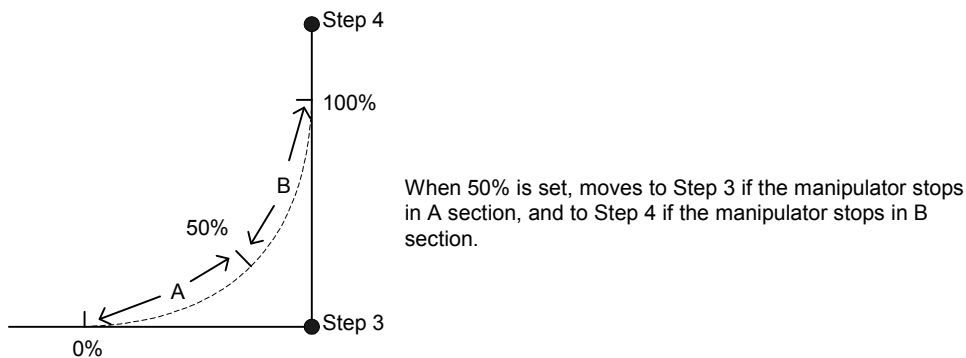 Step 4
100%
B
When 50% is set, moves to Step 3 if the manipulator stops
in A section, and to Step 4 if the manipulator stops in B
section.
50%
A
Step 3
0%